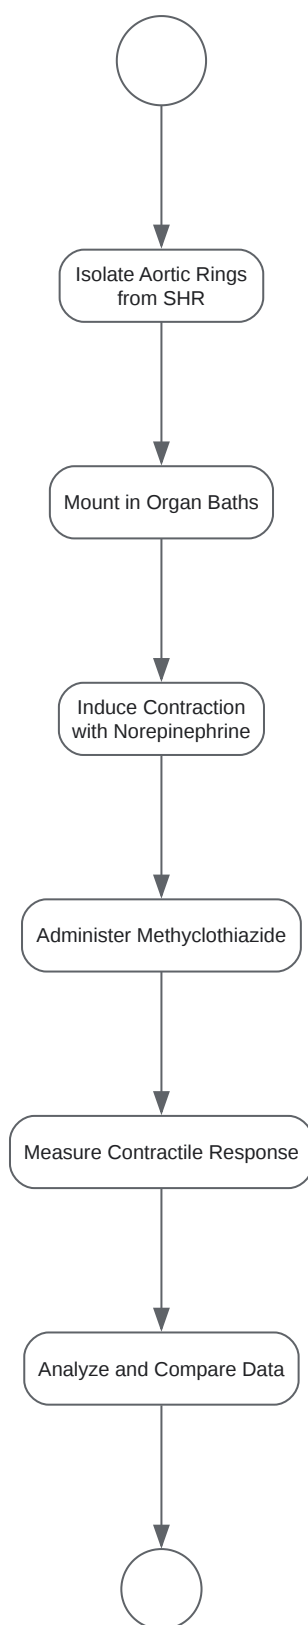 Isolate Aortic Rings
from SHR
Mount in Organ Baths
Induce Contraction
with Norepinephrine
Administer Methyclothiazide
Measure Contractile Response
Analyze and Compare Data